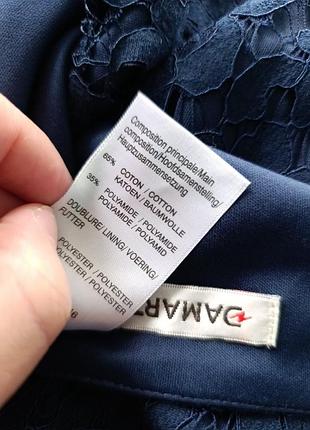 Composition principale/Main
composition/Hoofdsamenstelling/
Hauptzusammensetzung
65% COTON / COTTON
KATOEN / BAUMWOLLE
35% POLYAMIDE / POLYAMIDE
POLYAMIDE / POLYAMID
DOUBLURE / LINING / VOERING/
FUTTER
POLYESTER / POLYESTER
POLYESTER / POLYESTER
DAMAR